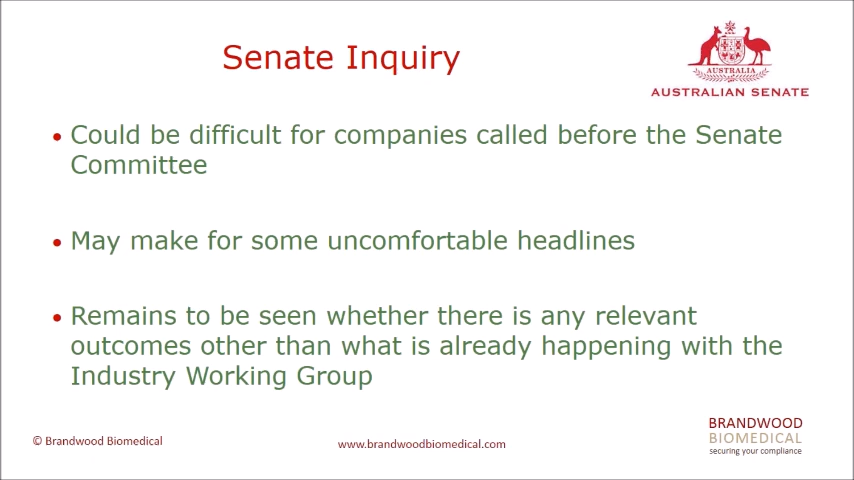 Senate Inquiry
AUSTRALIA
AUSTRALIAN SENATE
• Could be difficult for companies called before the Senate
Committee
• May make for some uncomfortable headlines
• Remains to be seen whether there is any relevant
outcomes other than what is already happening with the
Industry Working Group
© Brandwood Biomedical
www.brandwoodbiomedical.com
BRANDWOOD
BIOMEDICAL
securing your compliance